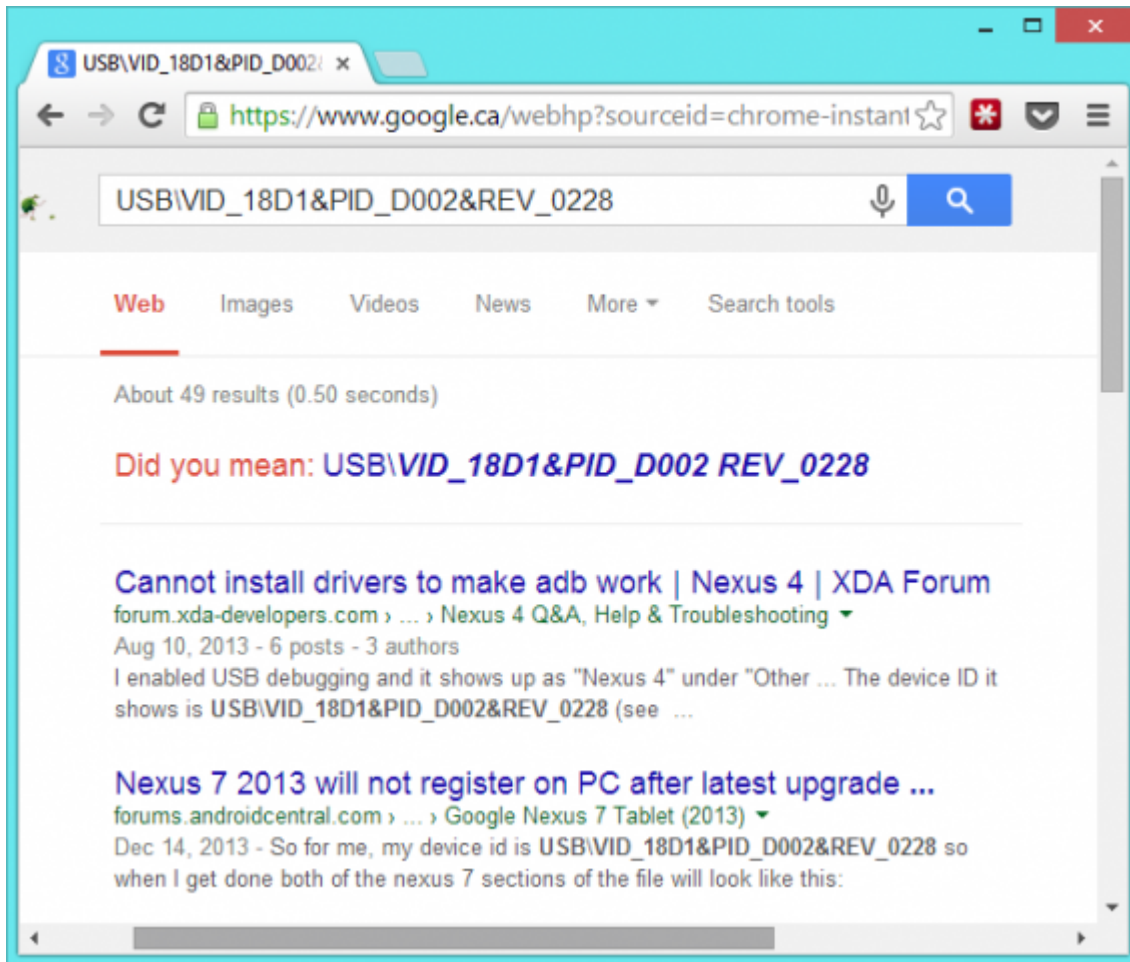 USB\VID_18D1&PID_D002
https://www.google.ca/webhp?sourceid=chrome-instant
USB\VID_18D1&PID_D002&REV_0228
Web Images Videos News More Search tools
About 49 results (0.50 seconds)
Did you mean: USB\VID_18D1&PID_D002 REV_0228
Cannot install drivers to make adb work | Nexus 4 | XDA Forum
forum.xda-developers.com › ... › Nexus 4 Q&A, Help & Troubleshooting
Aug 10, 2013 - 6 posts - 3 authors
I enabled USB debugging and it shows up as "Nexus 4" under "Other ... The device ID it
shows is USB\VID_18D1&PID_D002&REV_0228 (see ...
Nexus 7 2013 will not register on PC after latest upgrade ...
forums.androidcentral.com › ... › Google Nexus 7 Tablet (2013)
Dec 14, 2013 - So for me, my device id is USB\VID_18D1&PID_D002&REV_0228 so
when I get done both of the nexus 7 sections of the file will look like this: